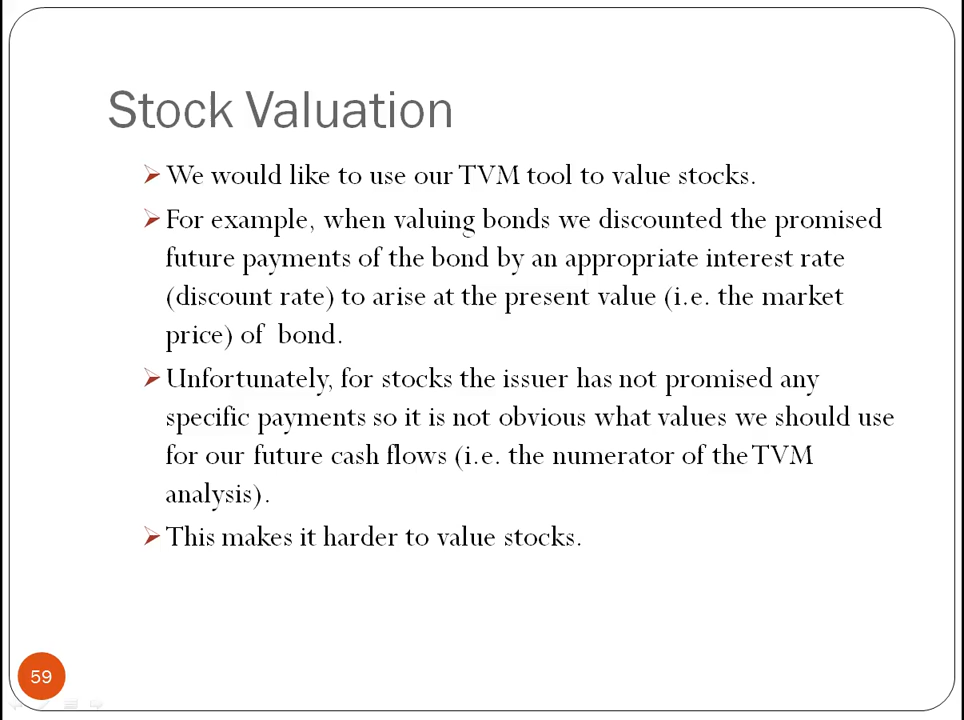 Stock Valuation
We would like to use our TVM tool to value stocks.
For example, when valuing bonds we discounted the promised
future payments of the bond by an appropriate interest rate
(discount rate) to arise at the present value (i.e. the market
price) of bond.
Unfortunately, for stocks the issuer has not promised any
specific payments so it is not obvious what values we should use
for our future cash flows (i.e. the numerator of the TVM
analysis).
This makes it harder to value stocks.
59